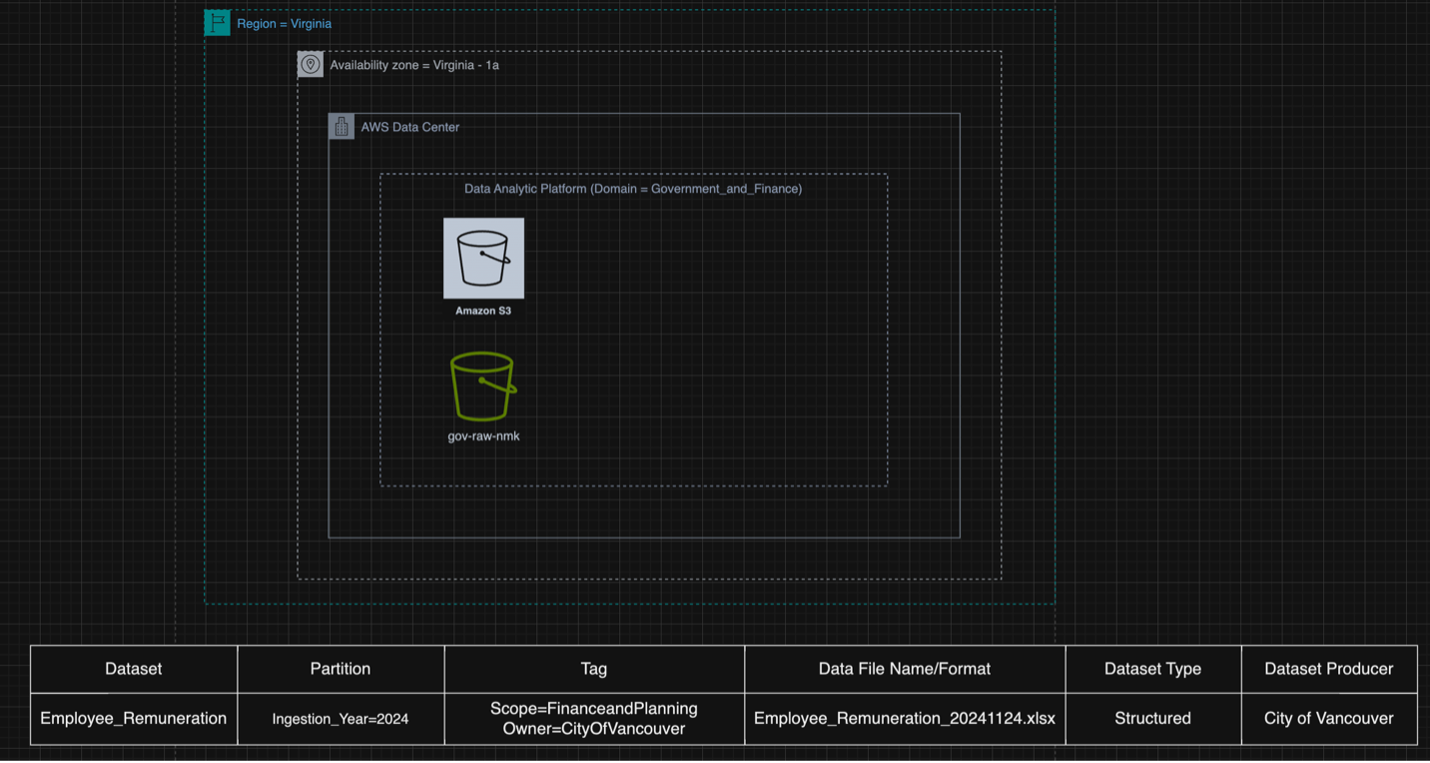 Region = Virginia
Availability zone = Virginia - 1a
AWS Data Center
Data Analytic Platform (Domain = Government_and_Finance)
Amazon S3
gov-raw-nmk
Dataset Partition Tag Data File Name/Format Dataset Type Dataset Producer
Employee_Remuneration Ingestion_Year=2024 Scope=FinanceandPlanning
Owner=CityOfVancouver Employee_Remuneration_20241124.xlsx Structured City of Vancouver